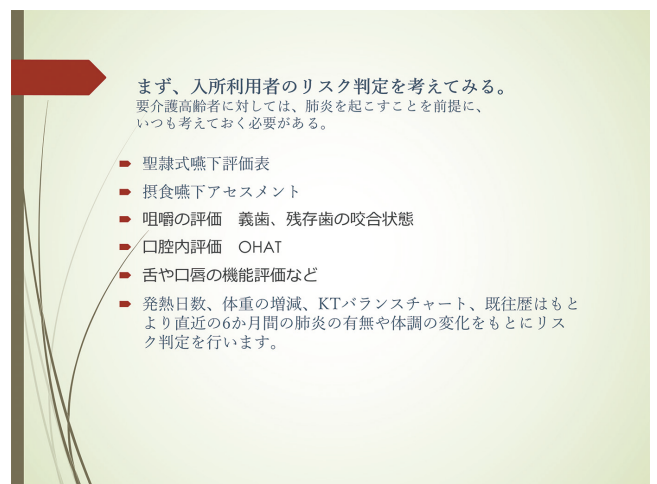 まず、入所利用者のリスク判定を考えてみる。
要介護高齢者に対しては、肺炎を起こすことを前提に、
いつも考えておく必要がある。
聖隷式嚥下評価表
摂食嚥下アセスメント
咀嚼の評価　義歯、残存歯の咬合状態
口腔内評価　OHAT
舌や口唇の機能評価など
発熱日数、体重の増減、KTバランスチャート、既往歴はもと
より直近の6か月間の肺炎の有無や体調の変化をもとにリス
ク判定を行います。